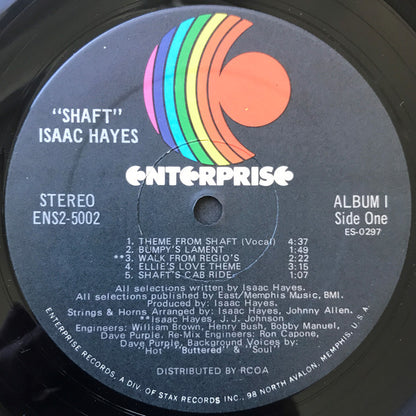 "SHAFT"
ISAAC HAYES
ENTERPRISE
STEREO
ENS2-5002
ALBUM I
Side One
ES-0297
1. THEME FROM SHAFT (Vocal) 4:37
2. BUMPY'S LAMENT 1:49
**3. WALK FROM REGIO'S
4. ELLIE'S LOVE THEME 3:15
5. SHAFT'S CAB RIDE 1:07
All selections written by Isaac Hayes.
All selections published by East/Memphis Music, BMI.
Produced by: Isaac Hayes.
Strings & Horns Arranged by: Isaac Hayes, Johnny Allen.
**Isaac Hayes, J. J. Johnson
Engineers: William Brown, Henry Bush, Bobby Manuel,
Dave Purple. Re-Mix Engineers: Ron Capone,
Dave Purple, Background Voices by:
"Hot" "Buttered" & "Soul"
DISTRIBUTED BY RCOA
ENTERPRISE RECORDS, A DIV. OF STAX RECORDS INC., 98 NORTH AVALON, MEMPHIS, U.S.A.